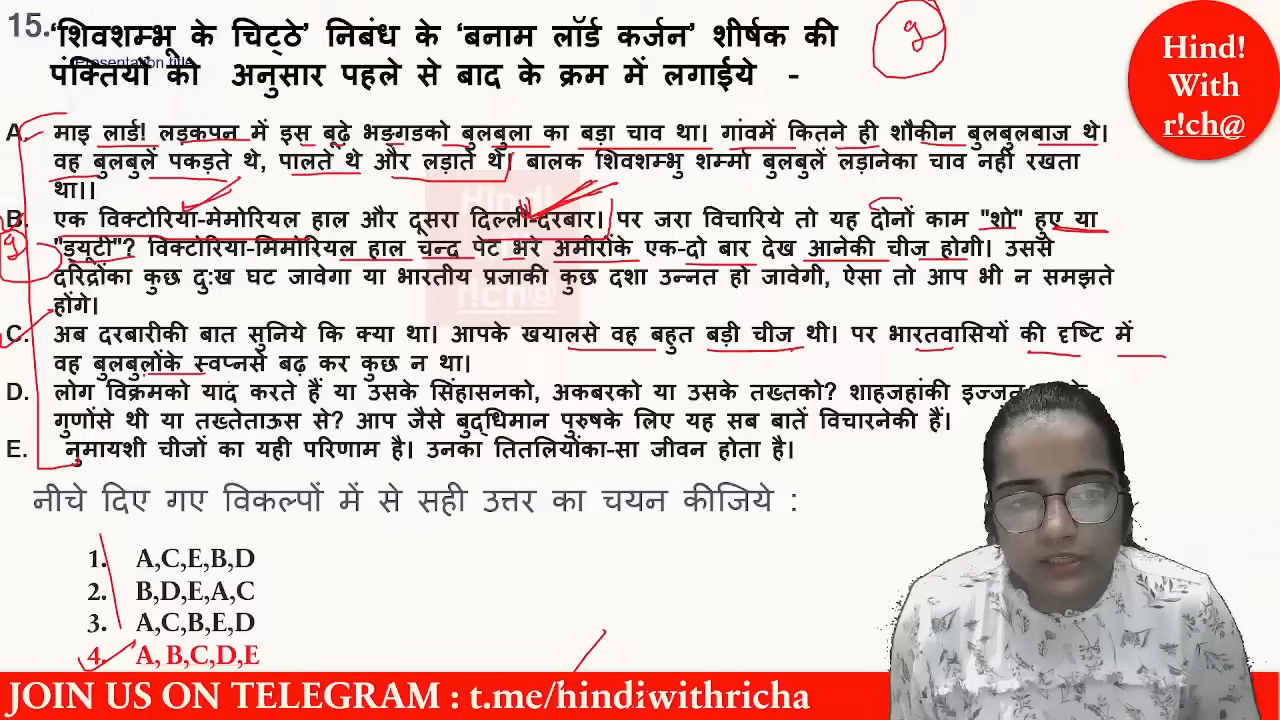 15. 'शिवशम्भू के चिट्ठे' निबंध के 'बनाम लॉर्ड कर्जन' शीर्षक की
पंक्तियों को अनुसार पहले से बाद के क्रम में लगाईये -
Presentation title
g
Hind!
With
r!ch@
A. माइ लार्ड! लड़कपन में इस बूढ़े भङ्गडको बुलबुला का बड़ा चाव था। गांवमें कितने ही शौकीन बुलबुलबाज थे।
वह बुलबुलें पकड़ते थे, पालते थे और लड़ाते थे। बालक शिवशम्भु शर्म्मा बुलबुलें लड़ानेका चाव नहीं रखता
था।।
B. एक विक्टोरिया-मेमोरियल हाल और दूसरा दिल्ली-दरबार। पर जरा विचारिये तो यह दोनों काम "शो" हुए या
"ड्यूटी"? विक्टोरिया-मिमोरियल हाल चन्द पेट भरे अमीरोंके एक-दो बार देख आनेकी चीज होगी। उससे
दरिद्रोंका कुछ दु:ख घट जावेगा या भारतीय प्रजाकी कुछ दशा उन्नत हो जावेगी, ऐसा तो आप भी न समझते
होंगे।
C. अब दरबारीकी बात सुनिये कि क्या था। आपके खयालसे वह बहुत बड़ी चीज थी। पर भारतवासियों की दृष्टि में
वह बुलबुलोंके स्वप्नसे बढ़ कर कुछ न था।
D. लोग विक्रमको याद करते हैं या उसके सिंहासनको, अकबरको या उसके तख्तको? शाहजहांकी
गुणोंसे थी या तख्तेताऊस से? आप जैसे बुद्धिमान पुरुषके लिए यह सब बातें विचारनेकी हैं।
E. नुमायशी चीजों का यही परिणाम है। उनका तितलियोंका-सा जीवन होता है।
नीचे दिए गए विकल्पों में से सही उत्तर का चयन कीजिये :
1. A,C,E,B,D
2. B,D,E,A,C
3. A,C,B,E,D
4. A, B,C,D,E
JOIN US ON TELEGRAM : t.me/hindiwithricha